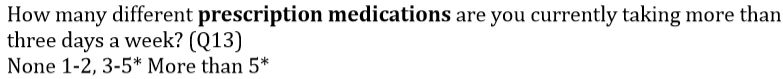 How many different prescription medications are you currently taking more than
three days a week? (Q13)
None 1-2, 3-5* More than 5*